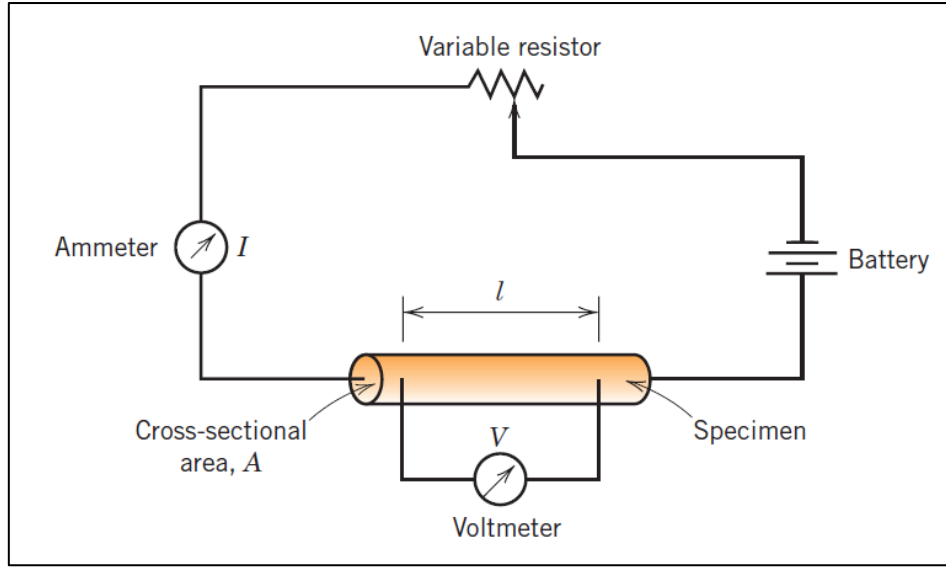 Variable resistor
Ammeter
I
Battery
l
Cross-sectional
area, A
V
Specimen
Voltmeter